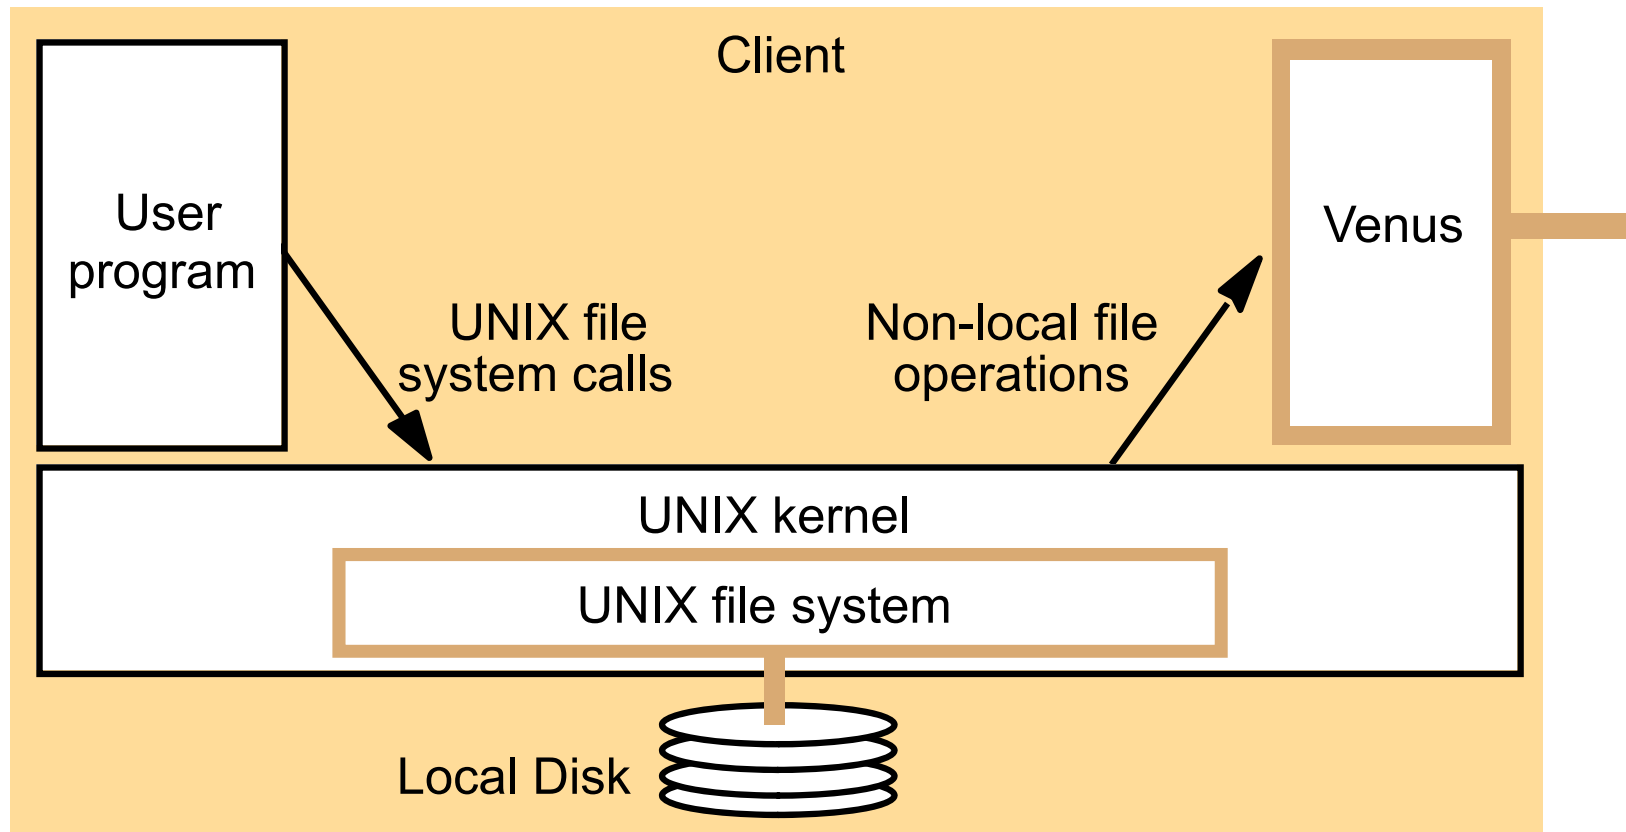 Client
User
program
Venus
UNIX file
system calls
Non-local file
operations
UNIX kernel
UNIX file system
Local Disk